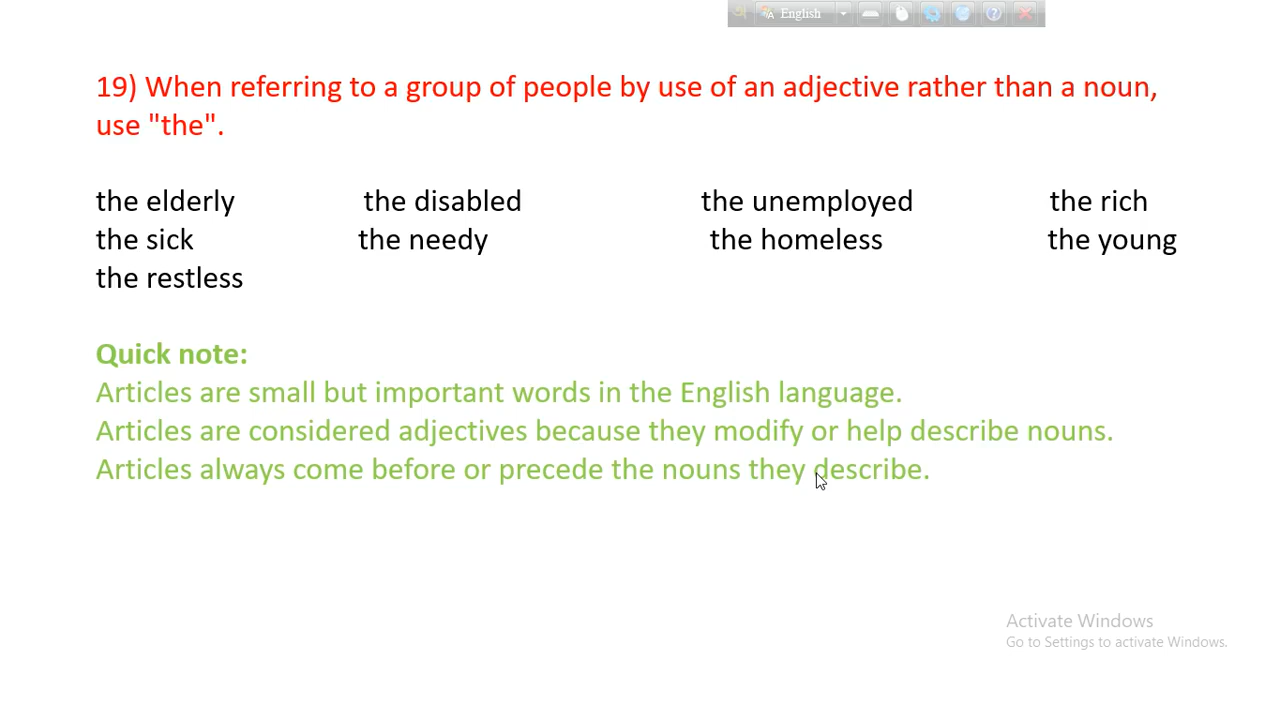 English
19) When referring to a group of people by use of an adjective rather than a noun,
use "the".
the elderly the disabled the unemployed the rich
the sick the needy the homeless the young
the restless
Quick note:
Articles are small but important words in the English language.
Articles are considered adjectives because they modify or help describe nouns.
Articles always come before or precede the nouns they describe.
Activate Windows
Go to Settings to activate Windows.